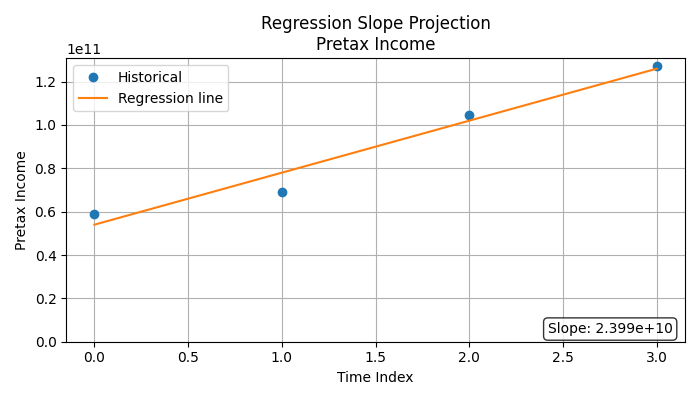 Regression Slope Projection
Pretax Income
1e11
Historical
Regression line
1.2
1.0
0.8
0.6
0.4
0.2
0.0
Pretax Income
Slope: 2.399e+10
0.0 0.5 1.0 1.5 2.0 2.5 3.0
Time Index